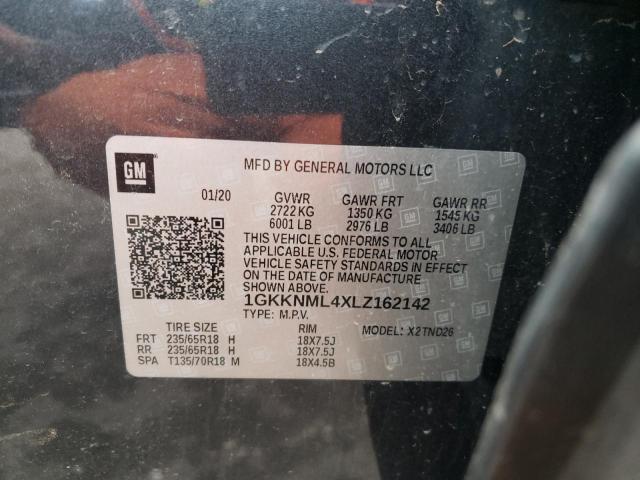 GM
MFD BY GENERAL MOTORS LLC
01/20 GVWR GAWR FRT GAWR RR
2722 KG 1350 KG 1545 KG
6001 LB 2976 LB 3406 LB
THIS VEHICLE CONFORMS TO ALL
APPLICABLE U.S. FEDERAL MOTOR
VEHICLE SAFETY STANDARDS IN EFFECT
ON THE DATE OF MANUFACTURE
SHOWN ABOVE.
1GKKNML4XLZ162142
TYPE: M.P.V. MODEL: X2TND26
TIRE SIZE RIM
FRT 235/65R18 H 18X7.5J
RR 235/65R18 H 18X7.5J
SPA T135/70R18 M 18X4.5B